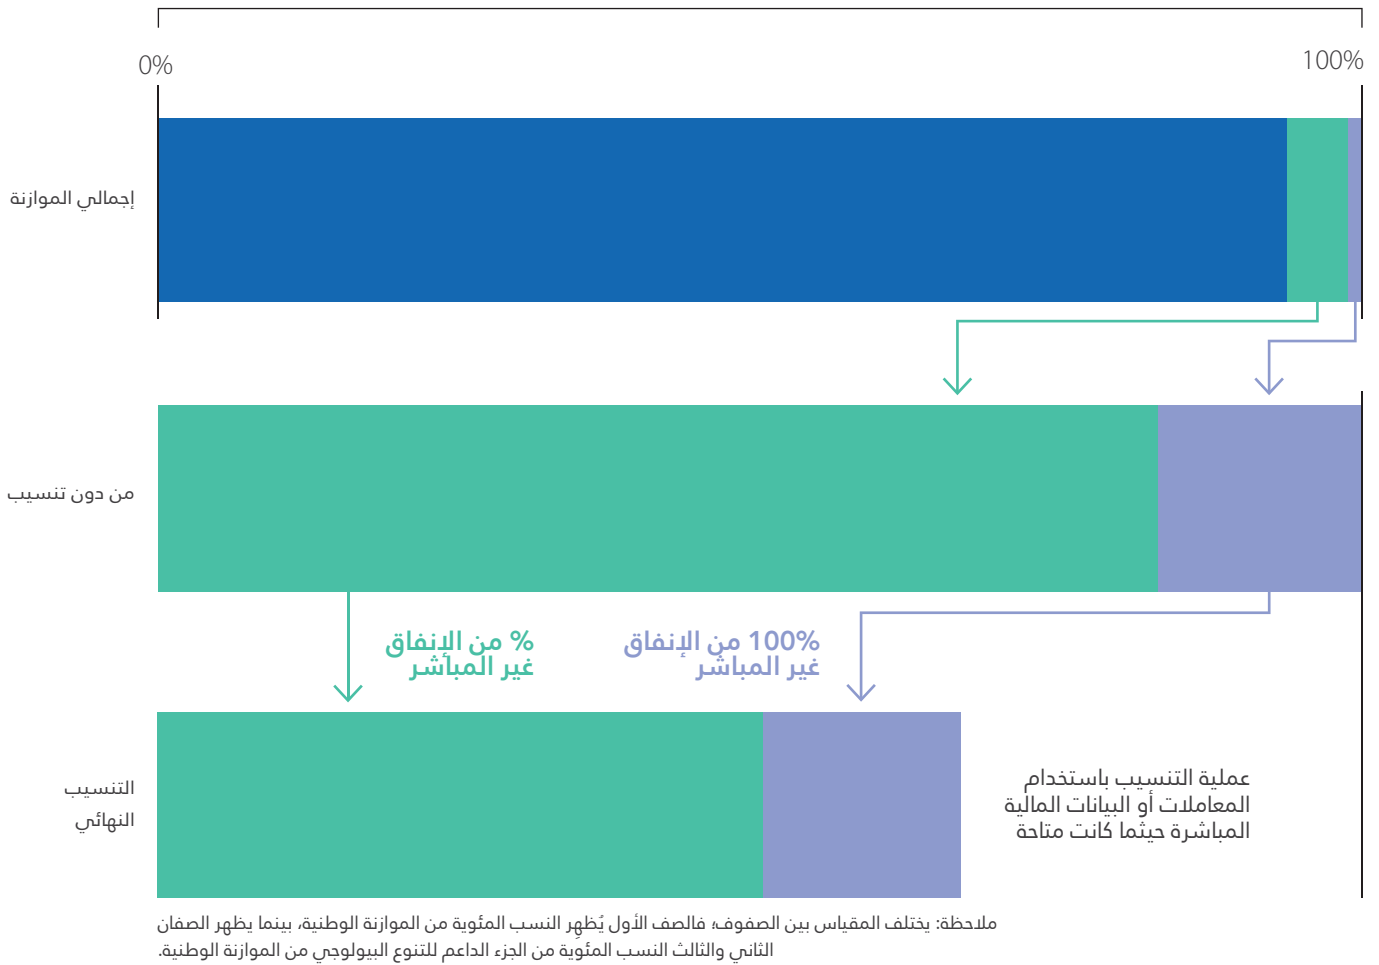 0%
100%
إجمالي الموازنة
من دون تنسيب
% من الإنفاق
غير المباشر
100% من الإنفاق
غير المباشر
التنسيب
النهائي
عملية التنسيب باستخدام
المعاملات أو البيانات المالية
المباشرة حيثما كانت متاحة
ملاحظة: يختلف المقياس بين الصفوف؛ فالصف الأول يُظهِر النسب المئوية من الموازنة الوطنية، بينما يظهر الصفان
الثاني والثالث النسب المئوية من الجزء الداعم للتنوع البيولوجي من الموازنة الوطنية.